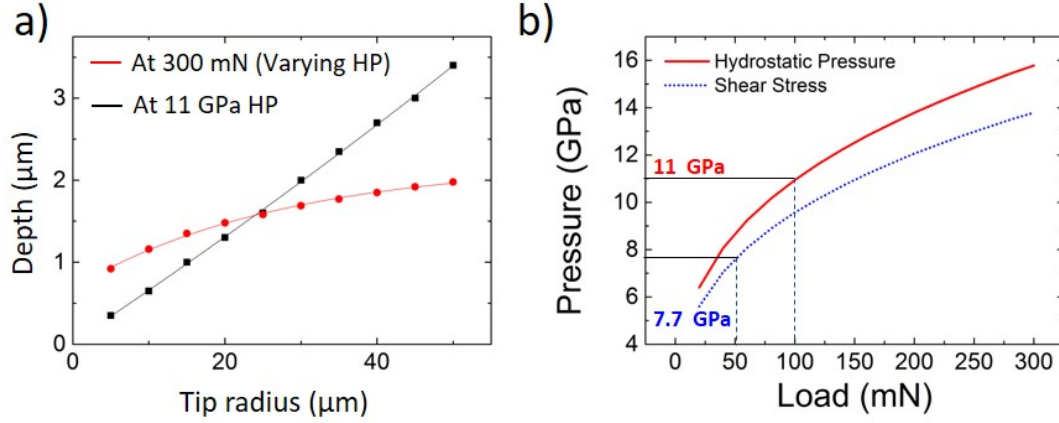 a)
At 300 mN (Varying HP)
At 11 GPa HP
Depth (µm)
3
2
1
0
0 20 40
Tip radius (µm)
b)
Hydrostatic Pressure
Shear Stress
Pressure (GPa)
16
14
12
10
8
6
4
11 GPa
7.7 GPa
0 50 100 150 200 250 300
Load (mN)